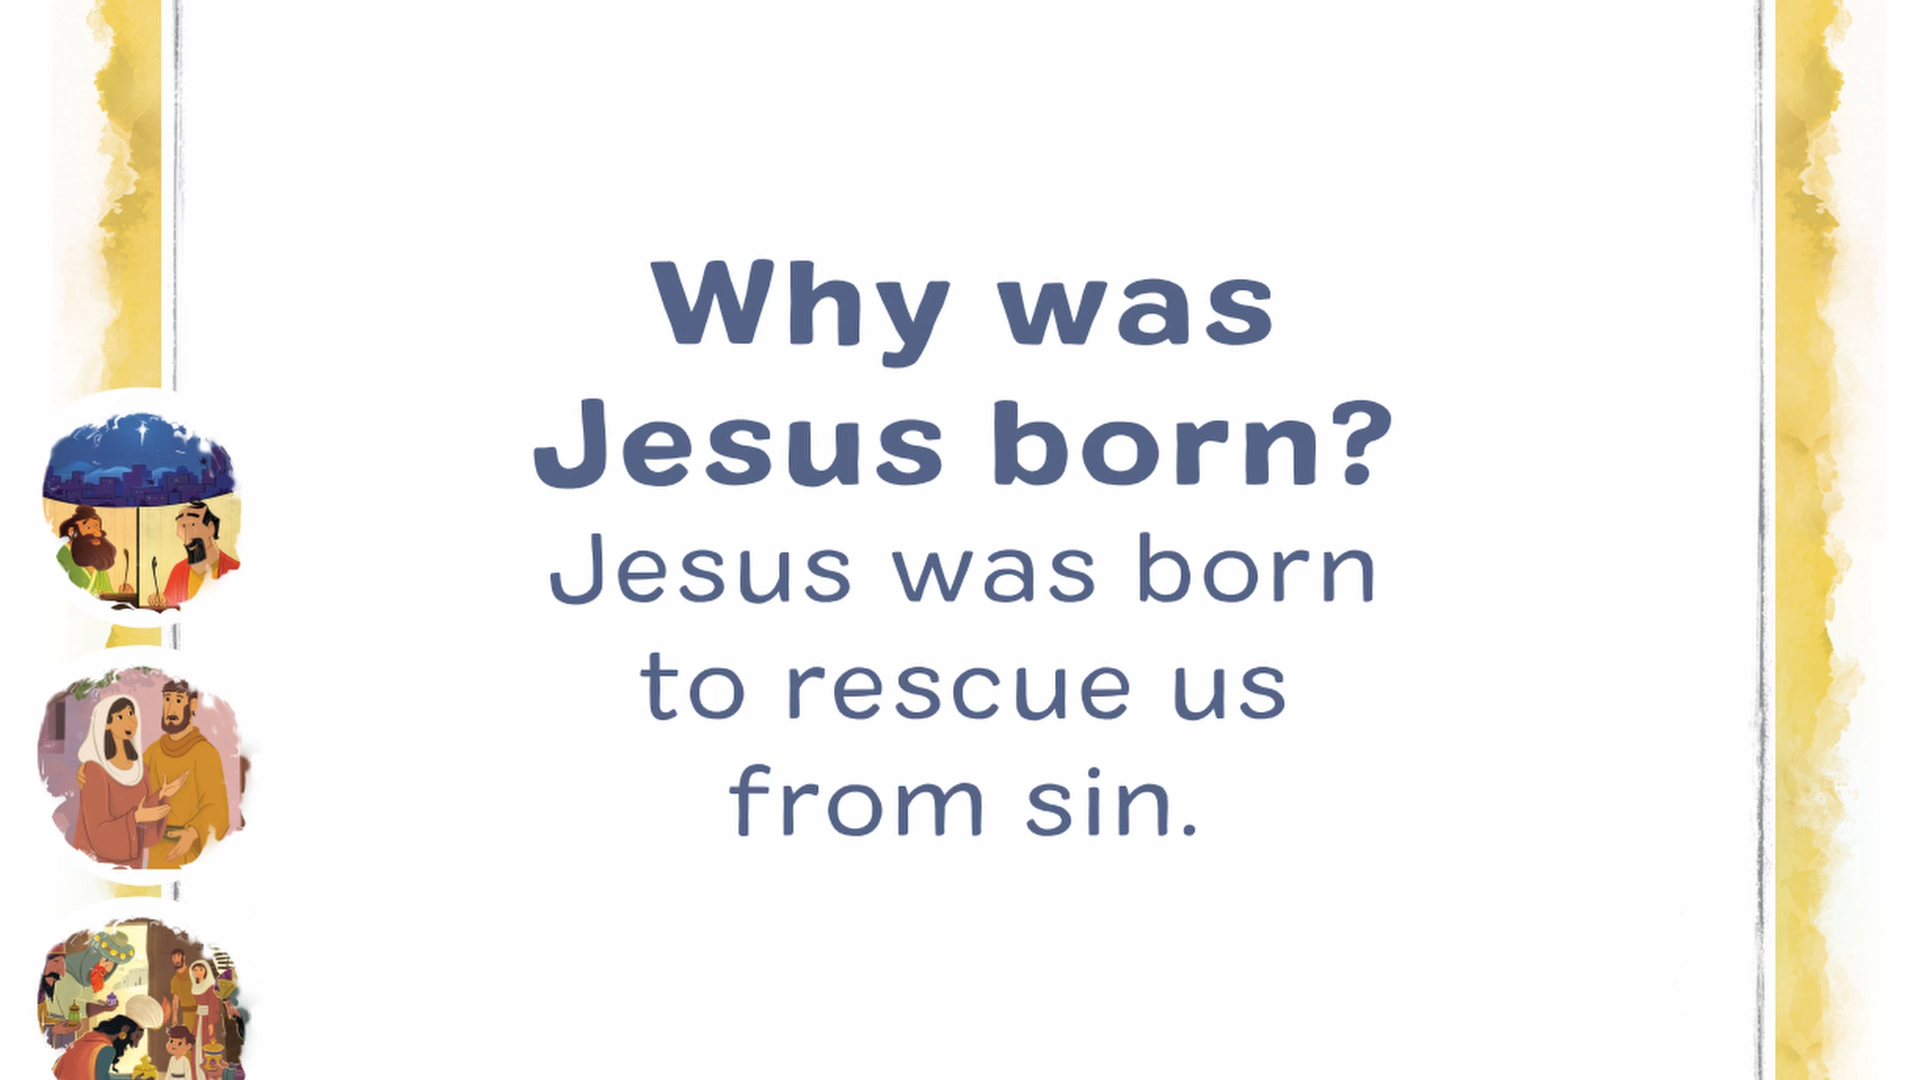 Why was
Jesus born?
Jesus was born
to rescue us
from sin.